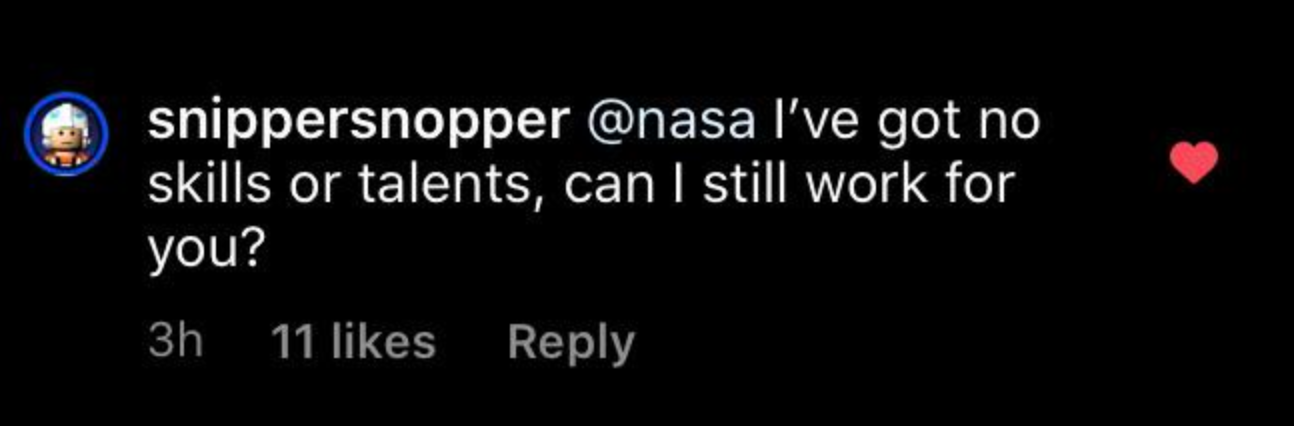 snippersnopper @nasa I’ve got no
skills or talents, can I still work for
you?
3h 11 likes Reply